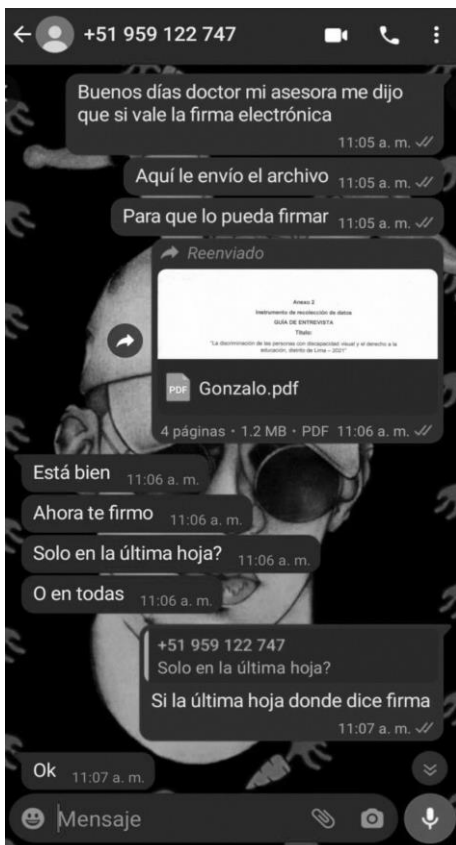 +51 959 122 747
Buenos días doctor mi asesora me dijo
que si vale la firma electrónica
11:05 a. m.
Aquí le envío el archivo 11:05 a. m.
Para que lo pueda firmar 11:05 a. m.
Reenviado
Anexo 2
Instrumento de recolección de datos
GUÍA DE ENTREVISTA
Título:
"La discriminación de las personas con discapacidad visual y el derecho a la
educación, distrito de Lima – 2021"
PDF Gonzalo.pdf
4 páginas • 1.2 MB • PDF 11:06 a. m.
Está bien 11:06 a. m.
Ahora te firmo 11:06 a. m.
Solo en la última hoja? 11:06 a. m.
O en todas 11:06 a. m.
+51 959 122 747
Solo en la última hoja?
Si la última hoja donde dice firma
11:07 a. m.
Ok 11:07 a. m.
Mensaje